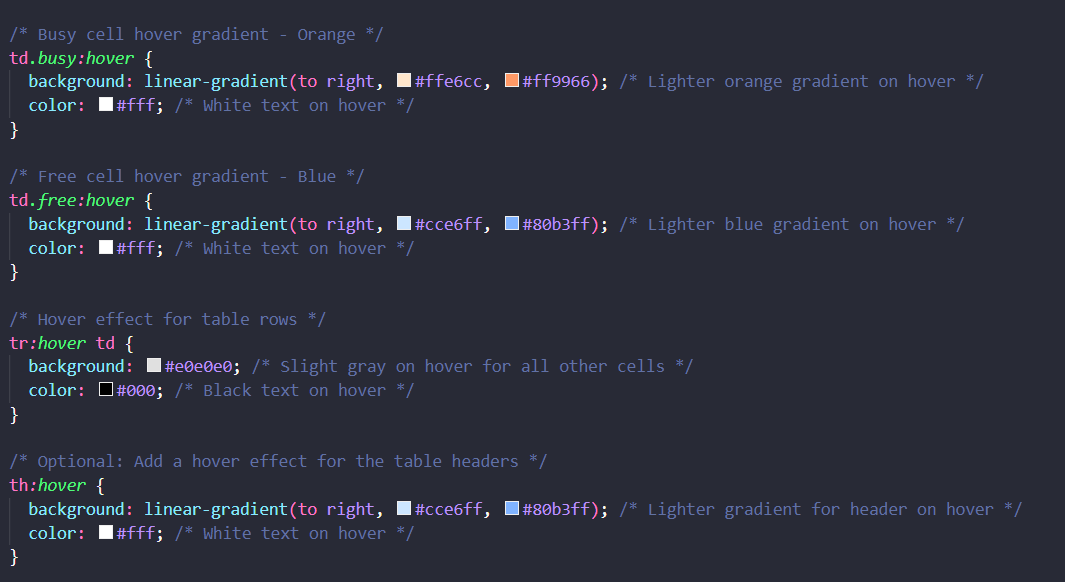 /* Busy cell hover gradient - Orange */
td.busy:hover {
  background: linear-gradient(to right, #ffe6cc, #ff9966); /* Lighter orange gradient on hover */
  color: #fff; /* White text on hover */
}

/* Free cell hover gradient - Blue */
td.free:hover {
  background: linear-gradient(to right, #cce6ff, #80b3ff); /* Lighter blue gradient on hover */
  color: #fff; /* White text on hover */
}

/* Hover effect for table rows */
tr:hover td {
  background: #e0e0e0; /* Slight gray on hover for all other cells */
  color: #000; /* Black text on hover */
}

/* Optional: Add a hover effect for the table headers */
th:hover {
  background: linear-gradient(to right, #cce6ff, #80b3ff); /* Lighter gradient for header on hover */
  color: #fff; /* White text on hover */
}